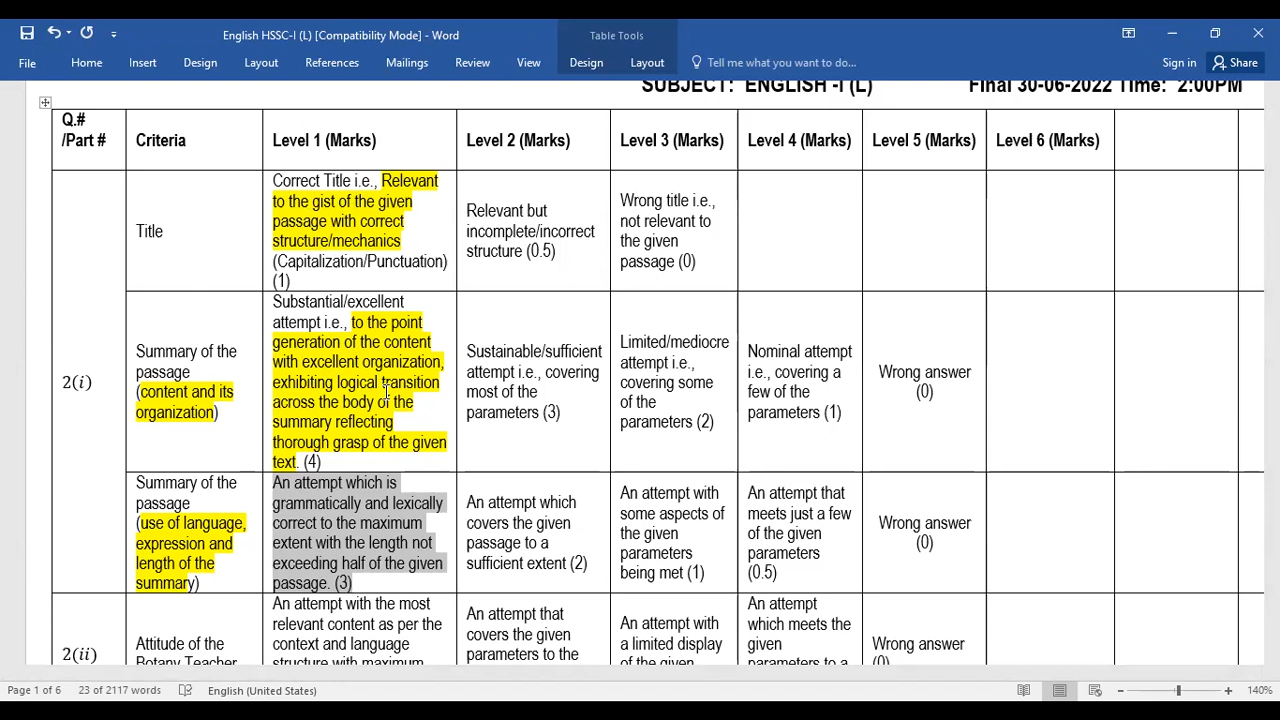 English HSSC-I (L) [Compatibility Mode] - Word
Table Tools
File
Home
Insert
Design
Layout
References
Mailings
Review
View
Design
Layout
Tell me what you want to do...
Sign in
Share
SUBJECT: ENGLISH -I (L)
Final 30-06-2022 Time: 2:00PM
Q.#
/Part #
Criteria
Level 1 (Marks)
Level 2 (Marks)
Level 3 (Marks)
Level 4 (Marks)
Level 5 (Marks)
Level 6 (Marks)
2(i)
Title
Correct Title i.e., Relevant
to the gist of the given
passage with correct
structure/mechanics
(Capitalization/Punctuation)
(1)
Relevant but
incomplete/incorrect
structure (0.5)
Wrong title i.e.,
not relevant to
the given
passage (0)
Summary of the
passage
(content and its
organization)
Substantial/excellent
attempt i.e., to the point
generation of the content
with excellent organization,
exhibiting logical transition
across the body of the
summary reflecting
thorough grasp of the given
text. (4)
Sustainable/sufficient
attempt i.e., covering
most of the
parameters (3)
Limited/mediocre
attempt i.e.,
covering some
of the
parameters (2)
Nominal attempt
i.e., covering a
few of the
parameters (1)
Wrong answer
(0)
Summary of the
passage
(use of language,
expression and
length of the
summary)
An attempt which is
grammatically and lexically
correct to the maximum
extent with the length not
exceeding half of the given
passage. (3)
An attempt which
covers the given
passage to a
sufficient extent (2)
An attempt with
some aspects of
the given
parameters
being met (1)
An attempt that
meets just a few
of the given
parameters
(0.5)
Wrong answer
(0)
2(ii)
Attitude of the
Botany Teacher
An attempt with the most
relevant content as per the
context and language
structure with maximum
An attempt that
covers the given
parameters to the
An attempt with
a limited display
of the given
An attempt
which meets the
given
parameters to a
Wrong answer
(0)
Page 1 of 6
23 of 2117 words
English (United States)
140%